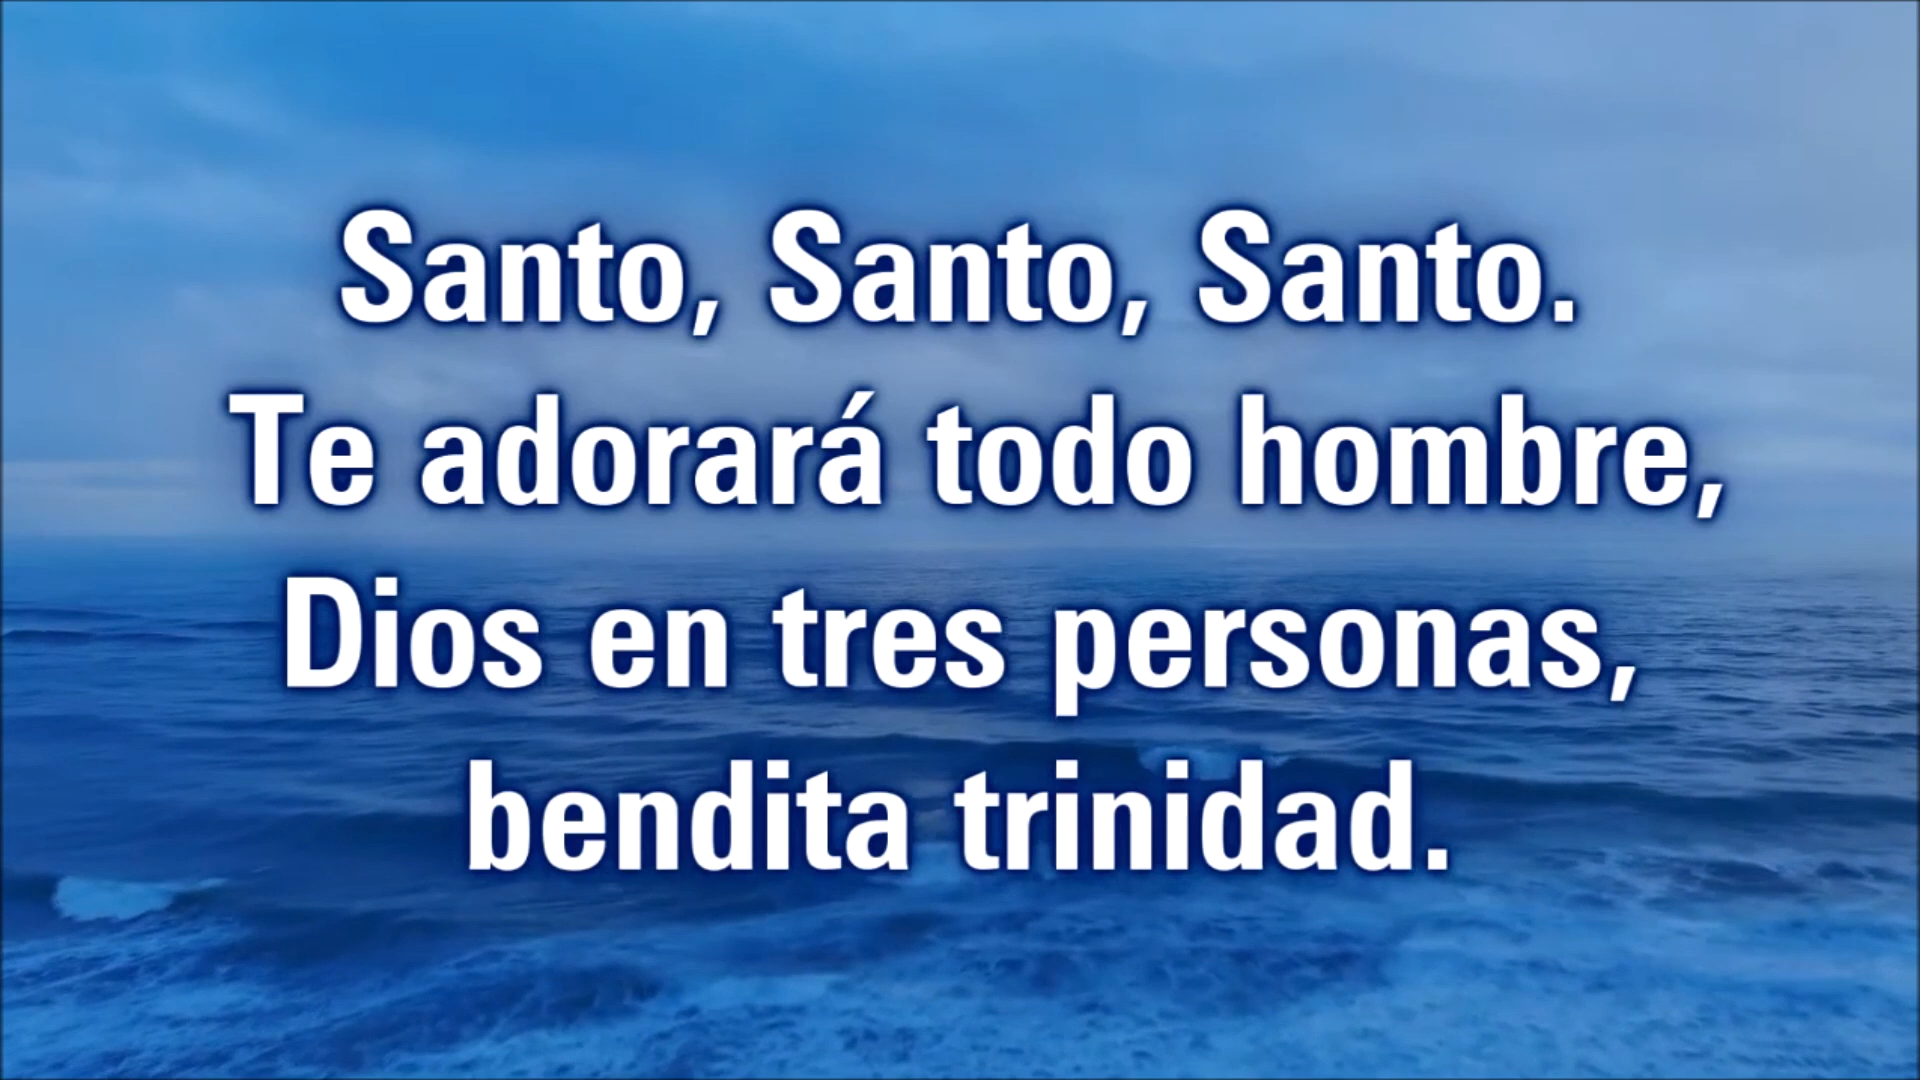 Santo, Santo, Santo.
Te adorará todo hombre,
Dios en tres personas,
bendita trinidad.